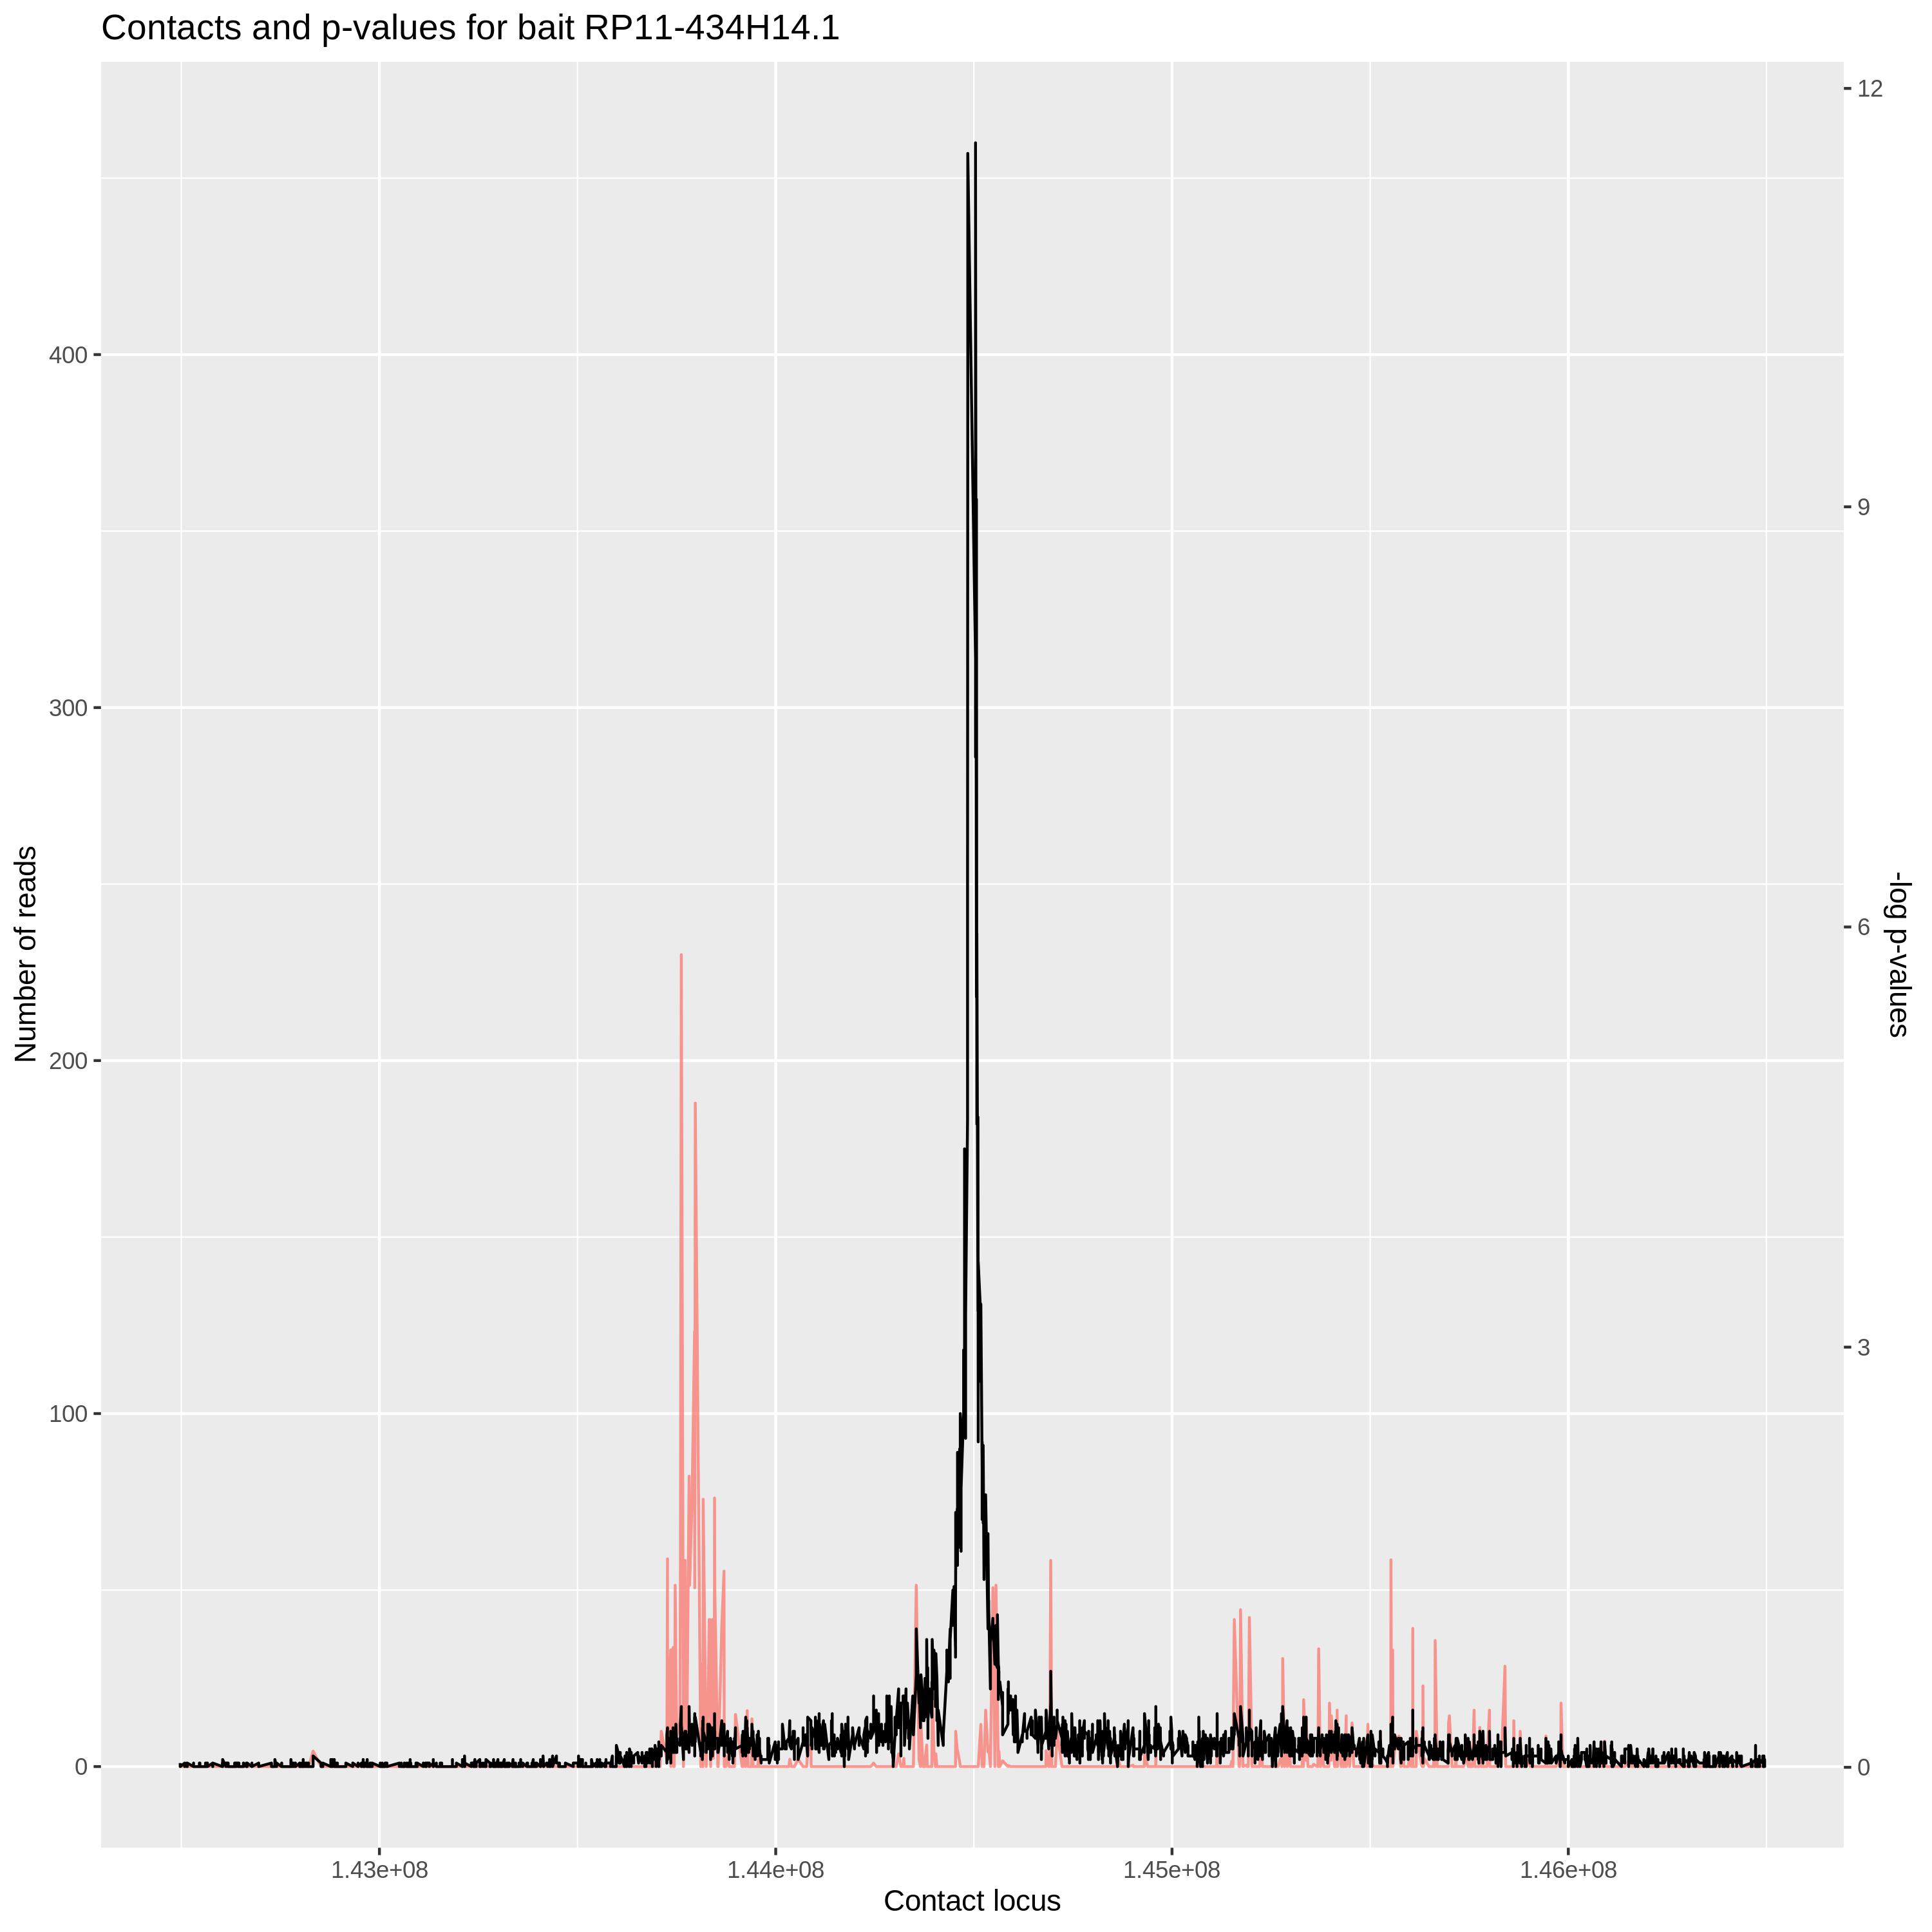 Contacts and p-values for bait RP11-434H14.1
12
400
9
300
Number of reads
6
-log p-values
200
3
100
0
0
1.43e+08
1.44e+08
1.45e+08
1.46e+08
Contact locus